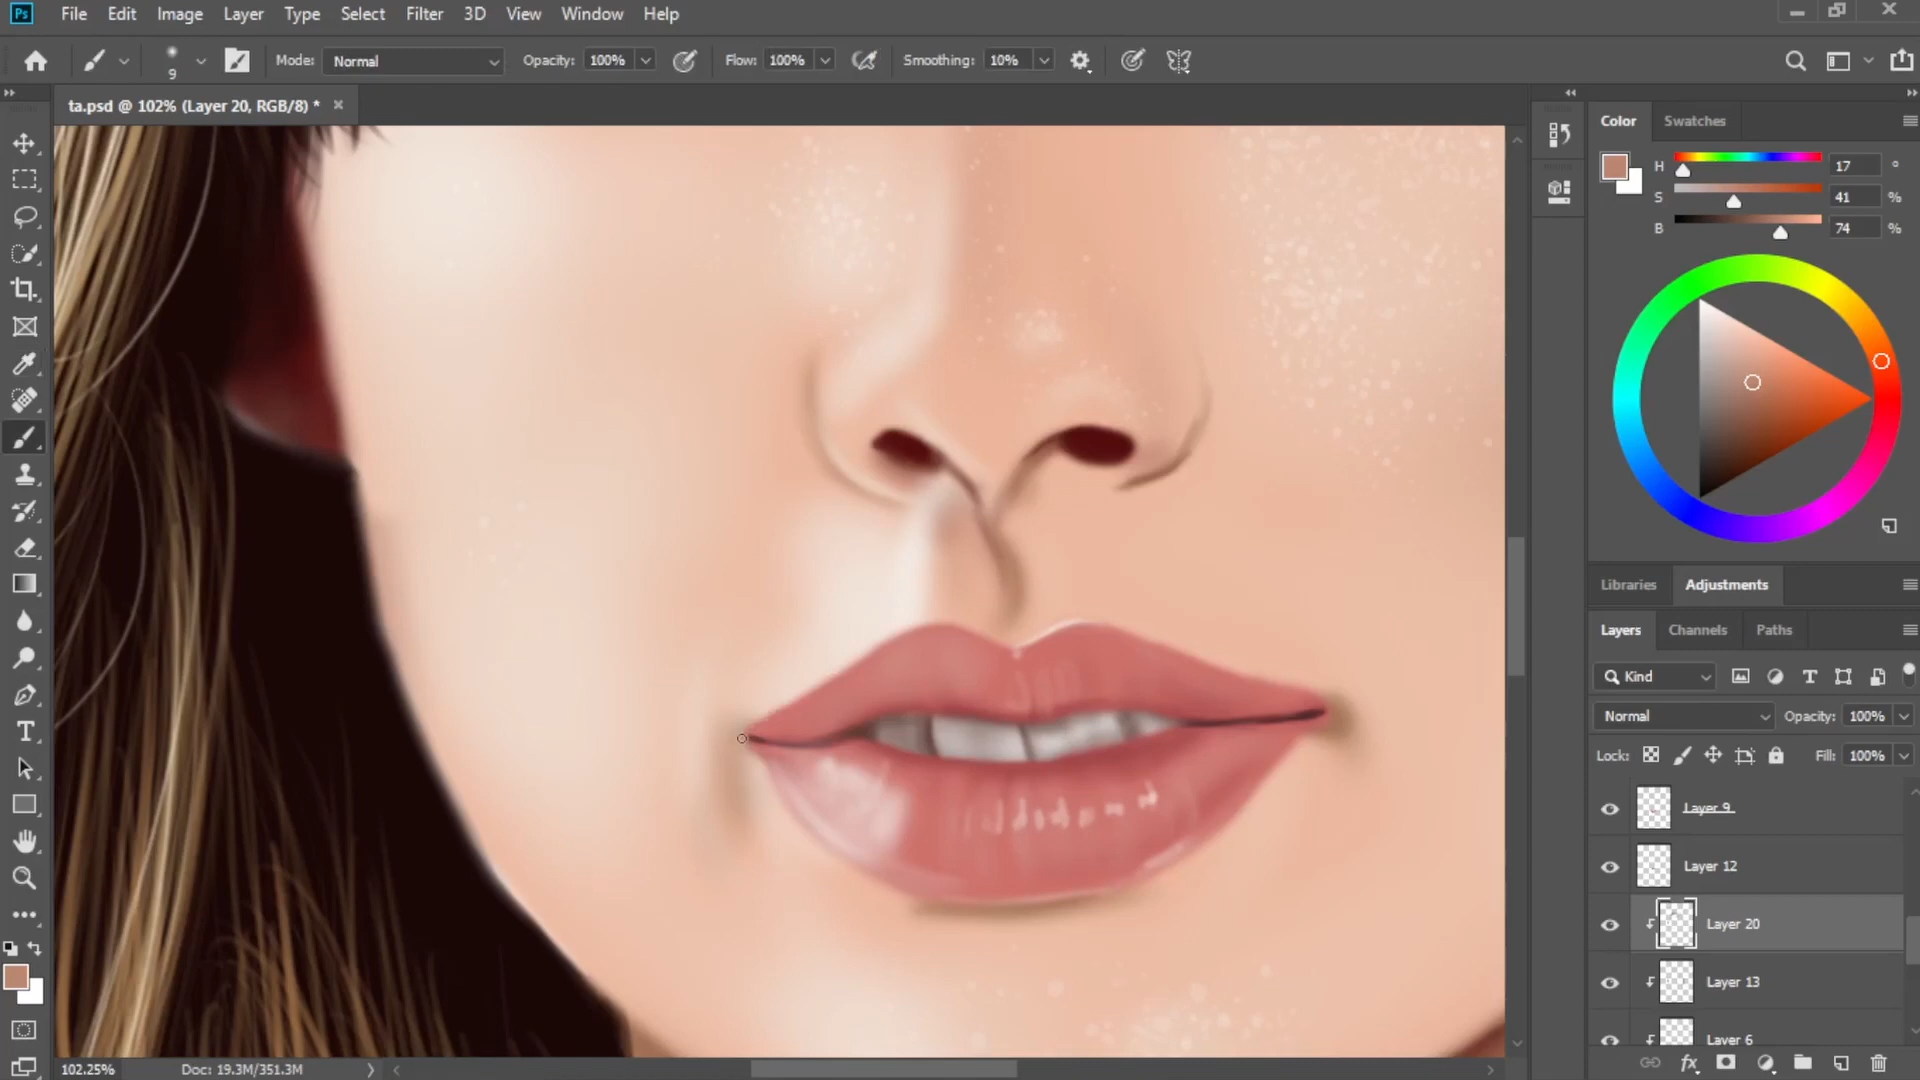 Ps File Edit Image Layer Type Select Filter 3D View Window Help
9 Mode: Normal Opacity: 100% Flow: 100% Smoothing: 10%
ta.psd @ 102% (Layer 20, RGB/8) *
Color Swatches
H 17 °
S 41 %
B 74 %
Libraries Adjustments
Layers Channels Paths
Kind
Normal Opacity: 100%
Lock: Fill: 100%
Layer 9
Layer 12
Layer 20
Layer 13
Layer 6
102.25% Doc: 19.3M/351.3M